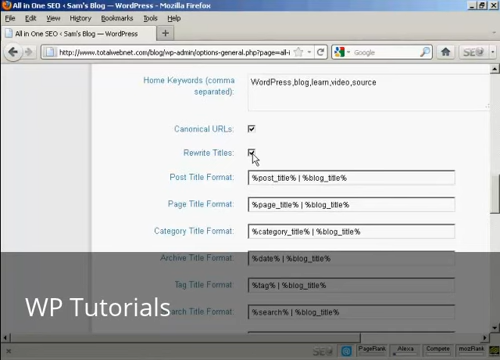 All in One SEO < Sam's Blog — WordPress - Mozilla Firefox
Edit View History Bookmarks Tools Help
All in One SEO < Sam's Blog — WordPress
http://www.totalwebnet.com/blog/wp-admin/options-general.php?page=all-i
Google
Home Keywords (comma
separated):
WordPress,blog,learn,video,source
Canonical URLs:
Rewrite Titles:
Post Title Format: %post_title% | %blog_title%
Page Title Format: %page_title% | %blog_title%
Category Title Format: %category_title% | %blog_title%
Archive Title Format: %date% | %blog_title%
Tag Title Format: %tag% | %blog_title%
Search Title Format: %search% | %blog_title%
WP Tutorials
PageRank Alexa Compete mozRank